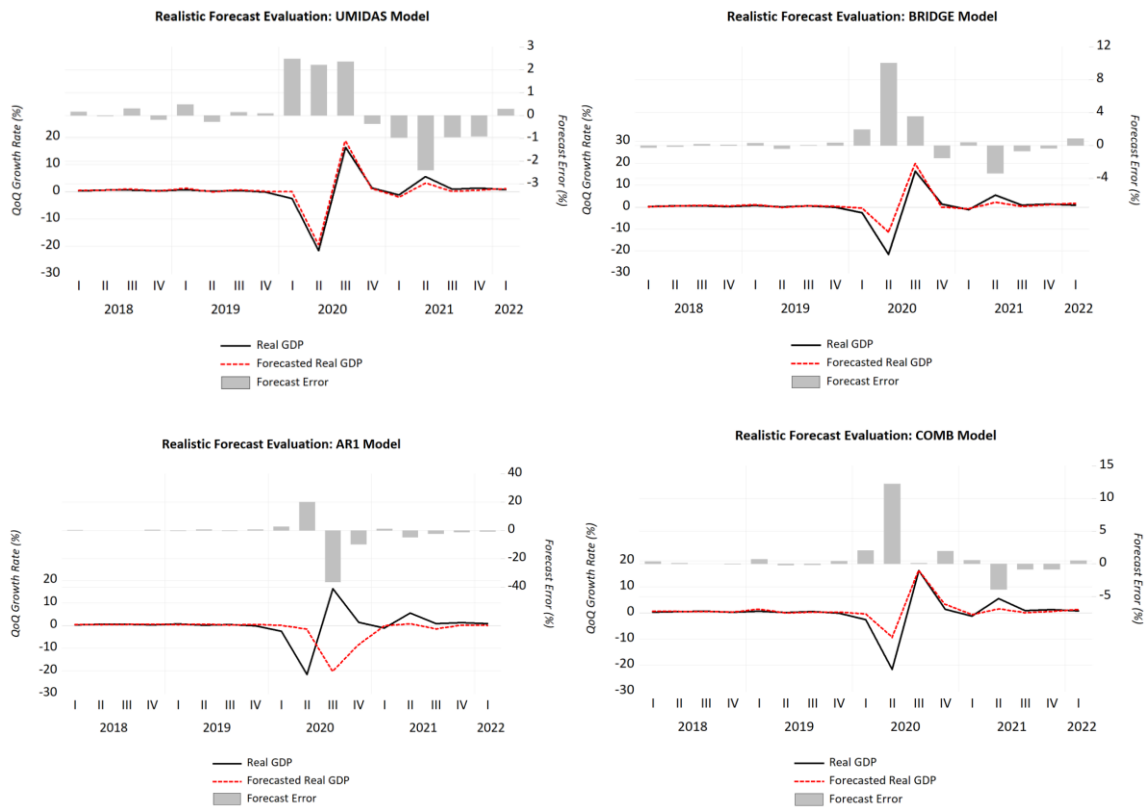 Realistic Forecast Evaluation: UMIDAS Model
QoQ Growth Rate (%)
20
10
0
-10
-20
-30
3
2
1
0
-1
-2
-3
Forecast Error (%)
I II III IV I II III IV I II III IV I II III IV I
2018 2019 2020 2021 2022
Real GDP
Forecasted Real GDP
Forecast Error
Realistic Forecast Evaluation: BRIDGE Model
QoQ Growth Rate (%)
30
20
10
0
-10
-20
-30
12
8
4
0
-4
Forecast Error (%)
I II III IV I II III IV I II III IV I II III IV I
2018 2019 2020 2021 2022
Real GDP
Forecasted Real GDP
Forecast Error
Realistic Forecast Evaluation: AR1 Model
QoQ Growth Rate (%)
20
10
0
-10
-20
-30
40
20
0
-20
-40
Forecast Error (%)
I II III IV I II III IV I II III IV I II III IV I
2018 2019 2020 2021 2022
Real GDP
Forecasted Real GDP
Forecast Error
Realistic Forecast Evaluation: COMB Model
QoQ Growth Rate (%)
20
10
0
-10
-20
-30
15
10
5
0
-5
Forecast Error (%)
I II III IV I II III IV I II III IV I II III IV I
2018 2019 2020 2021 2022
Real GDP
Forecasted Real GDP
Forecast Error